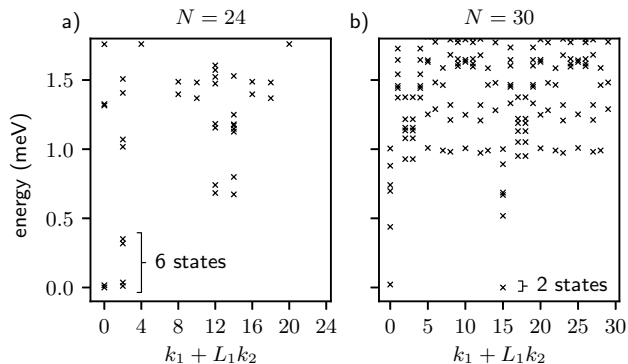 a)
N = 24
b)
N = 30
energy (meV)
1.5
1.0
0.5
0.0
6 states
2 states
0 4 8 12 16 20 24
0 5 10 15 20 25 30
k₁ + L₁k₂
k₁ + L₁k₂